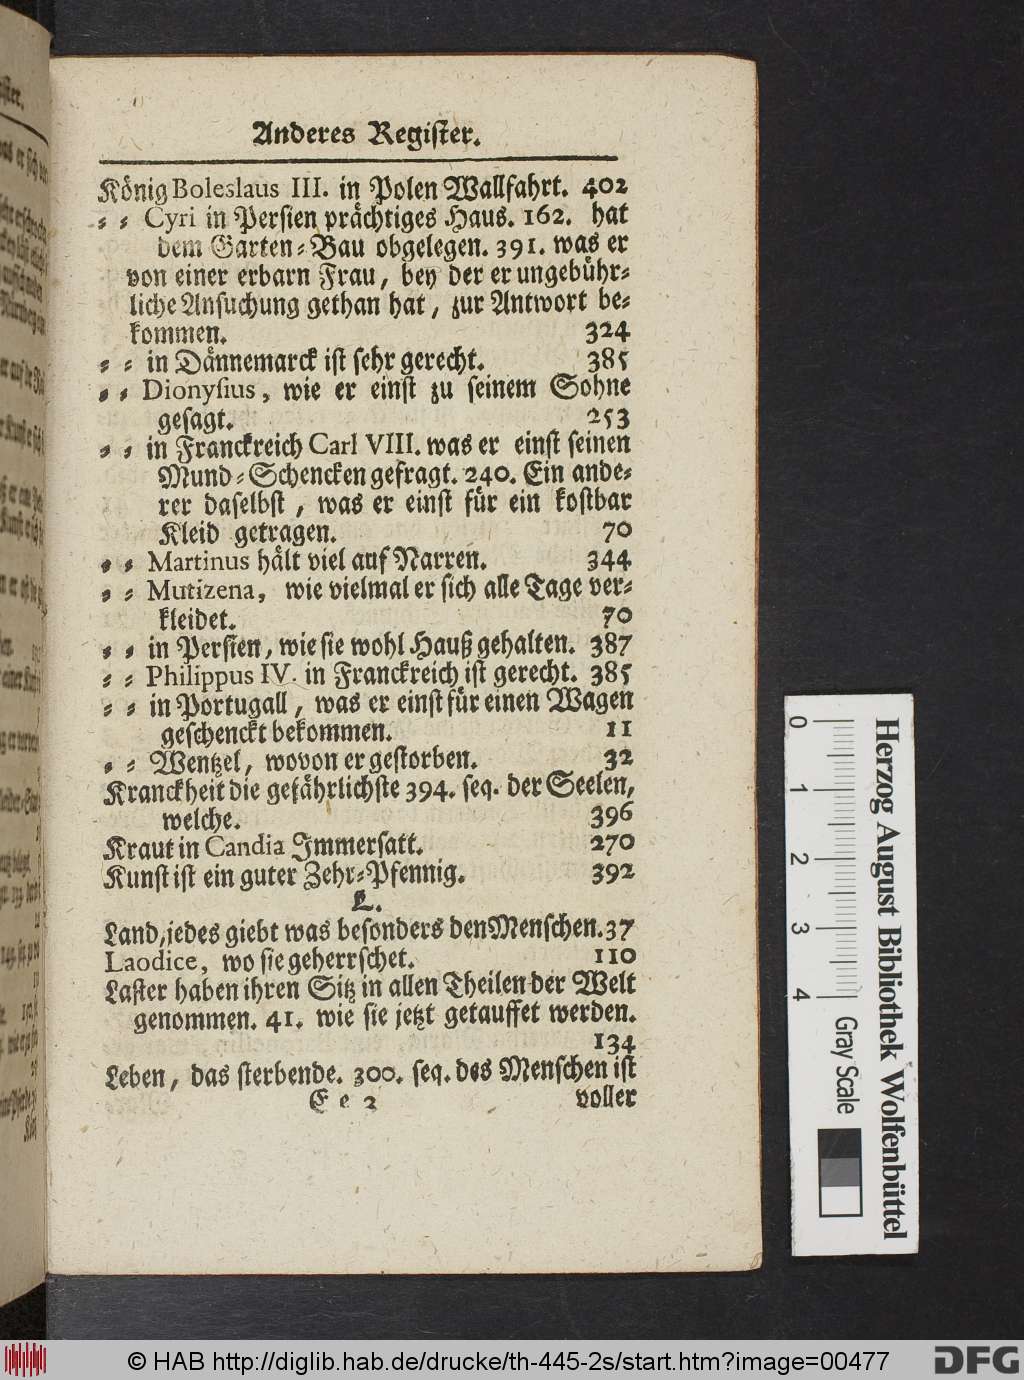 Anderes Register.
König Boleslaus III. in Polen Wallfahrt. 402
⸗ ⸗ Cyri in Persien prächtiges Haus. 162. hat
dem Garten⸗Bau obgelegen. 391. was er
von einer erbarn Frau, bey der er ungebühr⸗
liche Ansuchung gethan hat, zur Antwort be⸗
kommen. 324
⸗ ⸗ in Dännemarck ist sehr gerecht. 385
⸗ ⸗ Dionysius, wie er einst zu seinem Sohne
gesagt. 253
⸗ ⸗ in Franckreich Carl VIII. was er einst seinen
Mund⸗Schencken gefragt. 240. Ein ande⸗
rer daselbst, was er einst für ein kostbar
Kleid getragen. 70
⸗ ⸗ Martinus hält viel auf Narren. 344
⸗ ⸗ Mutizena, wie vielmal er sich alle Tage ver⸗
kleidet. 70
⸗ ⸗ in Persien, wie sie wohl Hauß gehalten. 387
⸗ ⸗ Philippus IV. in Franckreich ist gerecht. 385
⸗ ⸗ in Portugall, was er einst für einen Wagen
geschenckt bekommen. 11
⸗ ⸗ Wentzel, wovon er gestorben. 32
Kranckheit die gefährlichste 394. seq. der Seelen,
welche. 396
Kraut in Candia Immersatt. 270
Kunst ist ein guter Zehr⸗Pfennig. 392
L.
Land, jedes giebt was besonders den Menschen. 37
Laodice, wo sie geherrschet. 110
Laster haben ihren Sitz in allen Theilen der Welt
genommen. 41. wie sie jetzt getauffet werden.
134
Leben, das sterbende. 300. seq. des Menschen ist
E e 2 voller
0 1 2 3 4
Gray Scale
Herzog August Bibliothek Wolfenbüttel
© HAB http://diglib.hab.de/drucke/th-445-2s/start.htm?image=00477
DFG